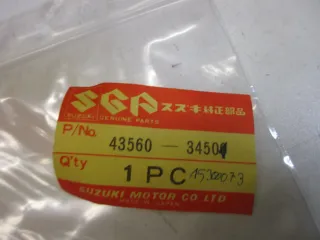 SGP スズキ純正部品
SUZUKI GENUINE PARTS
P/No. 43560 — 34501
Q'ty 1 PC
SUZUKI MOTOR CO LTD
MADE IN JAPAN